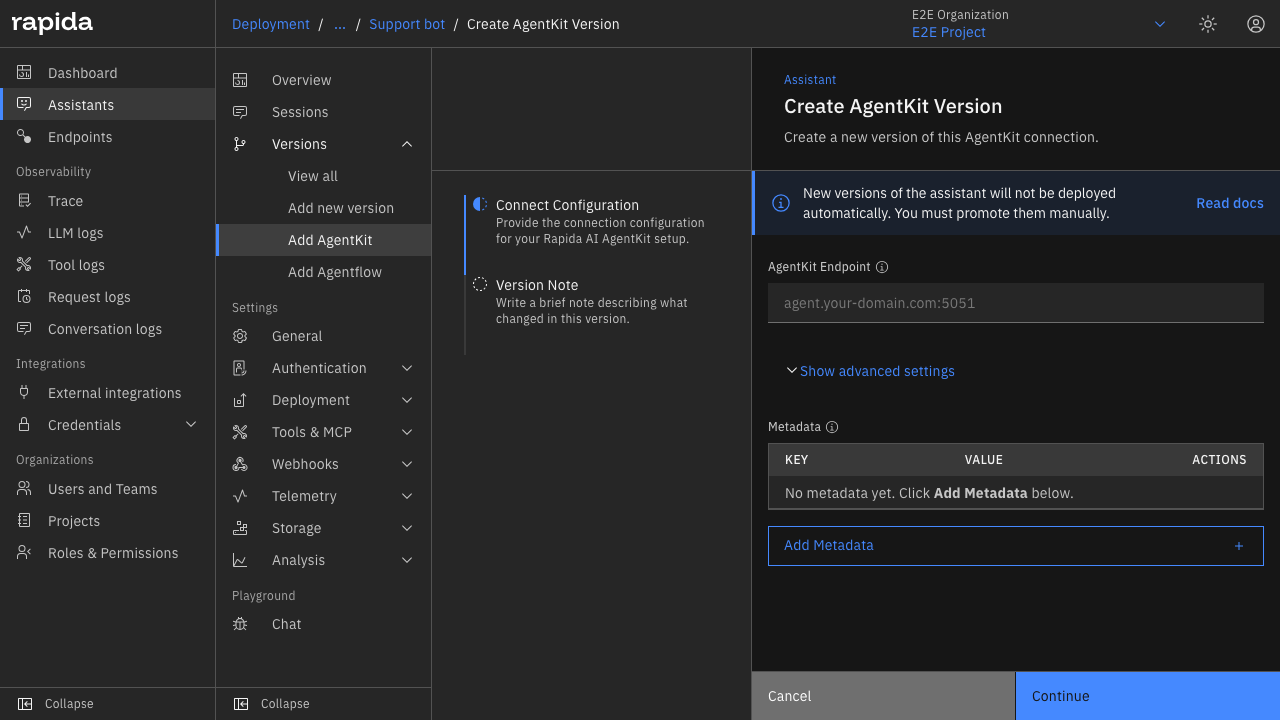 rapida
Deployment / ... / Support bot / Create AgentKit Version
E2E Organization
E2E Project
Dashboard
Assistants
Endpoints
Observability
Trace
LLM logs
Tool logs
Request logs
Conversation logs
Integrations
External integrations
Credentials
Organizations
Users and Teams
Projects
Roles & Permissions
Collapse
Overview
Sessions
Versions
View all
Add new version
Add AgentKit
Add Agentflow
Settings
General
Authentication
Deployment
Tools & MCP
Webhooks
Telemetry
Storage
Analysis
Playground
Chat
Collapse
Connect Configuration
Provide the connection configuration
for your Rapida AI AgentKit setup.
Version Note
Write a brief note describing what
changed in this version.
Assistant
Create AgentKit Version
Create a new version of this AgentKit connection.
New versions of the assistant will not be deployed
automatically. You must promote them manually.
Read docs
AgentKit Endpoint
agent.your-domain.com:5051
Show advanced settings
Metadata
KEY VALUE ACTIONS
No metadata yet. Click Add Metadata below.
Add Metadata +
Cancel
Continue